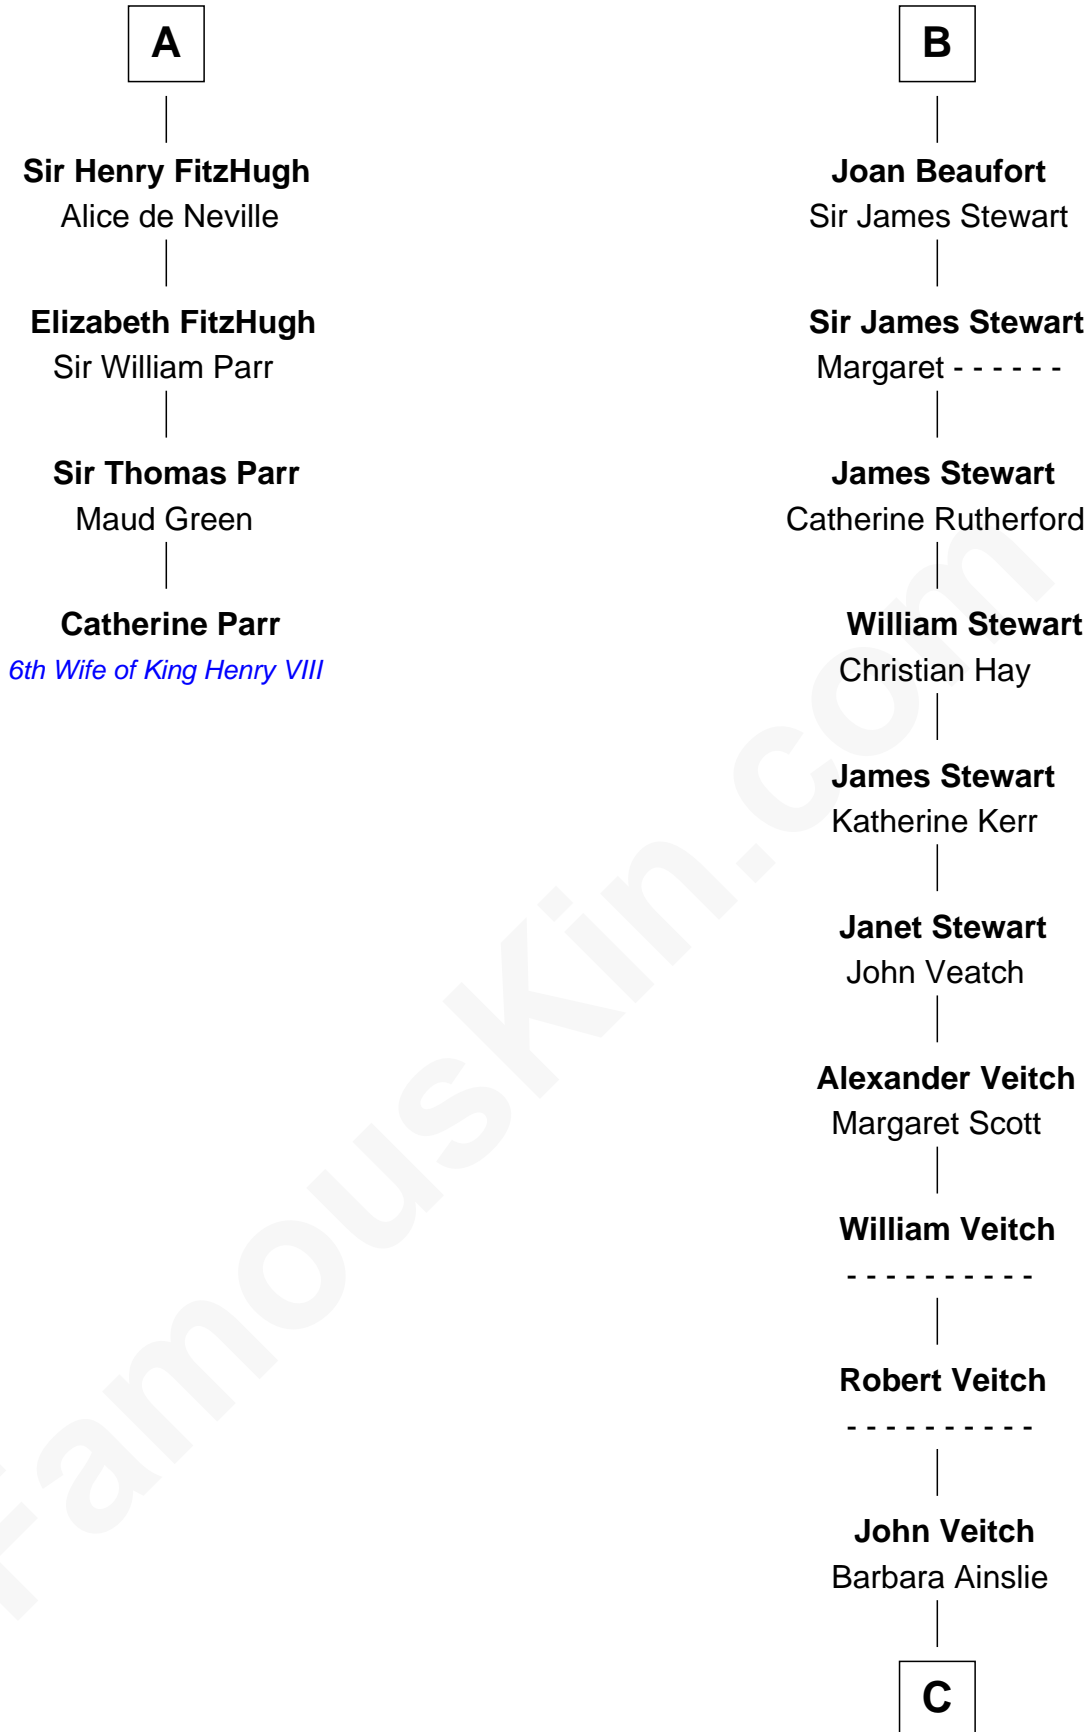 A
Sir Henry FitzHugh
Alice de Neville
Elizabeth FitzHugh
Sir William Parr
Sir Thomas Parr
Maud Green
Catherine Parr
6th Wife of King Henry VIII
B
Joan Beaufort
Sir James Stewart
Sir James Stewart
Margaret - - - - - -
James Stewart
Catherine Rutherford
William Stewart
Christian Hay
James Stewart
Katherine Kerr
Janet Stewart
John Veatch
Alexander Veitch
Margaret Scott
William Veitch
- - - - - - - - - -
Robert Veitch
- - - - - - - - - -
John Veitch
Barbara Ainslie
C
FamousKin.com